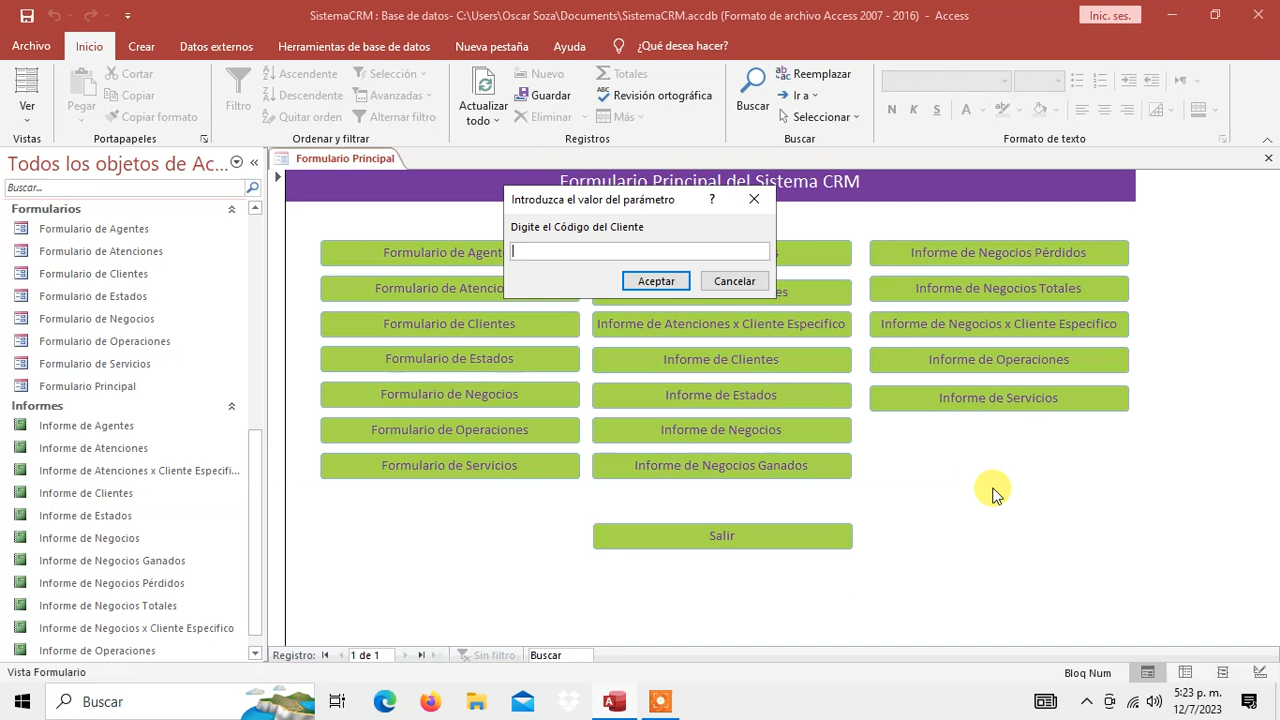 SistemaCRM : Base de datos- C:\Users\Oscar Soza\Documents\SistemaCRM.accdb (Formato de archivo Access 2007 - 2016) - Access
Inic. ses.
Archivo
Inicio
Crear
Datos externos
Herramientas de base de datos
Nueva pestaña
Ayuda
¿Qué desea hacer?
Ver
Pegar
Cortar
Copiar
Copiar formato
Filtro
Ascendente
Descendente
Quitar orden
Selección
Avanzadas
Alternar filtro
Actualizar
todo
Nuevo
Guardar
Eliminar
Totales
Revisión ortográfica
Más
Buscar
Reemplazar
Ir a
Seleccionar
N K S A
Vistas
Portapapeles
Ordenar y filtrar
Registros
Buscar
Formato de texto
Todos los objetos de Ac...
Buscar...
Formularios
Formulario de Agentes
Formulario de Atenciones
Formulario de Clientes
Formulario de Estados
Formulario de Negocios
Formulario de Operaciones
Formulario de Servicios
Formulario Principal
Informes
Informe de Agentes
Informe de Atenciones
Informe de Atenciones x Cliente Especifi...
Informe de Clientes
Informe de Estados
Informe de Negocios
Informe de Negocios Ganados
Informe de Negocios Pérdidos
Informe de Negocios Totales
Informe de Negocios x Cliente Especifico
Informe de Operaciones
Formulario Principal
Formulario Principal del Sistema CRM
Introduzca el valor del parámetro
?
Digite el Código del Cliente
Aceptar
Cancelar
Formulario de Agent
Formulario de Atencio
Formulario de Clientes
Formulario de Estados
Formulario de Negocios
Formulario de Operaciones
Formulario de Servicios
s
es
Informe de Atenciones x Cliente Especifico
Informe de Clientes
Informe de Estados
Informe de Negocios
Informe de Negocios Ganados
Informe de Negocios Pérdidos
Informe de Negocios Totales
Informe de Negocios x Cliente Especifico
Informe de Operaciones
Informe de Servicios
Salir
Registro:
1 de 1
Sin filtro
Buscar
Vista Formulario
Bloq Num
Buscar
5:23 p. m.
12/7/2023